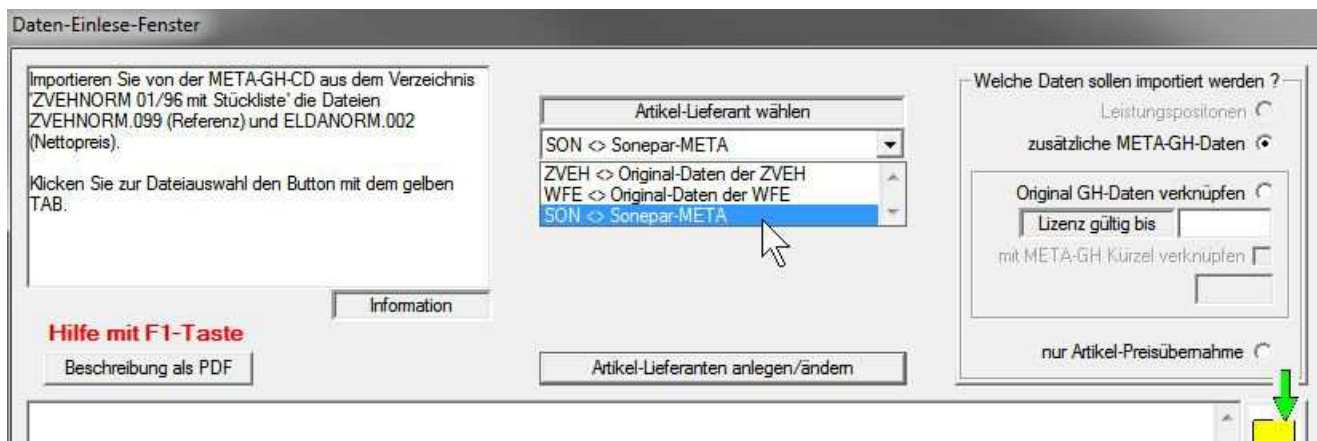 Daten-Einlese-Fenster
Importieren Sie von der META-GH-CD aus dem Verzeichnis
'ZVEHNORM 01/96 mit Stückliste' die Dateien
ZVEHNORM.099 (Referenz) und ELDANORM.002
(Nettopreis).
Klicken Sie zur Dateiauswahl den Button mit dem gelben
TAB.
Information
Hilfe mit F1-Taste
Beschreibung als PDF
Artikel-Lieferant wählen
SON <> Sonepar-META
ZVEH <> Original-Daten der ZVEH
WFE <> Original-Daten der WFE
SON <> Sonepar-META
Artikel-Lieferanten anlegen/ändern
Welche Daten sollen importiert werden ?
Leistungspositonen
zusätzliche META-GH-Daten
Original GH-Daten verknüpfen
Lizenz gültig bis
mit META-GH Kürzel verknüpfen
nur Artikel-Preisübernahme